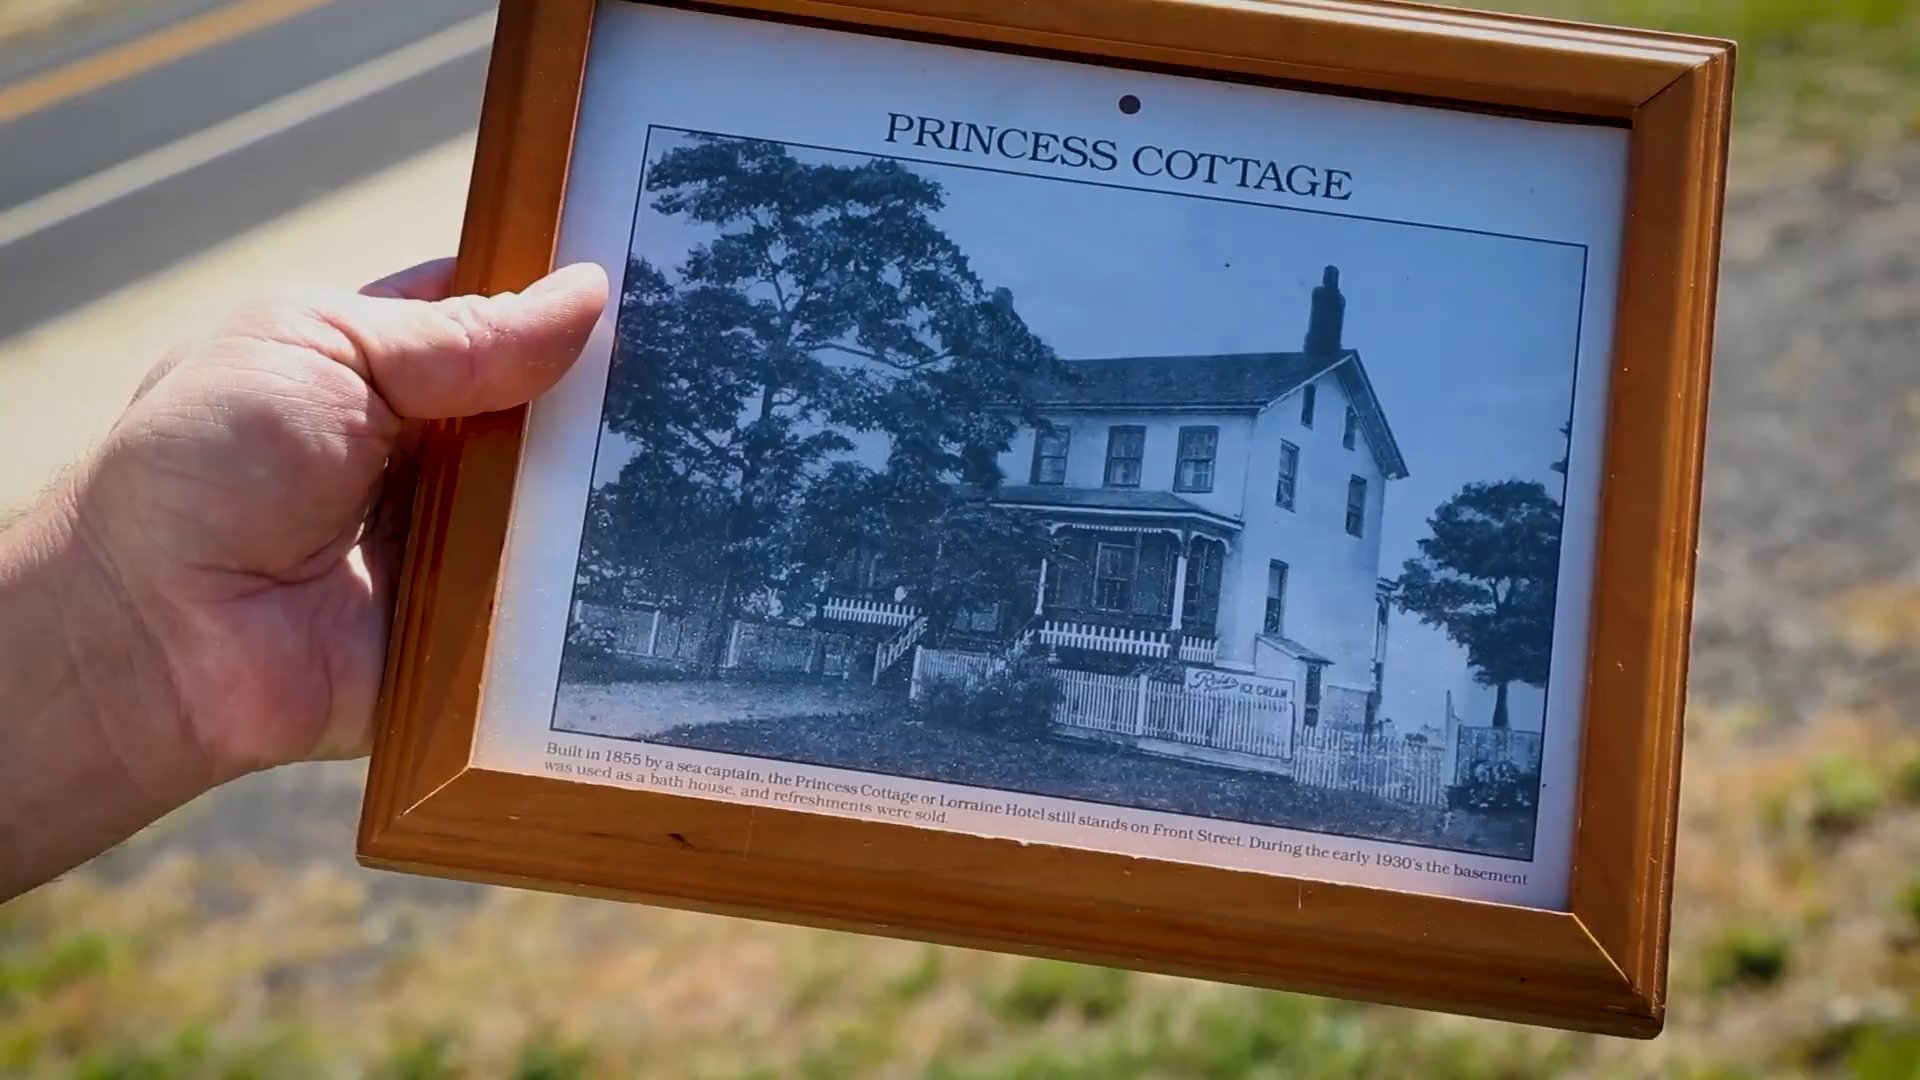 PRINCESS COTTAGE
Reid's ICE CREAM
Built in 1855 by a sea captain, the Princess Cottage or Lorraine Hotel still stands on Front Street. During the early 1930's the basement
was used as a bath house, and refreshments were sold.